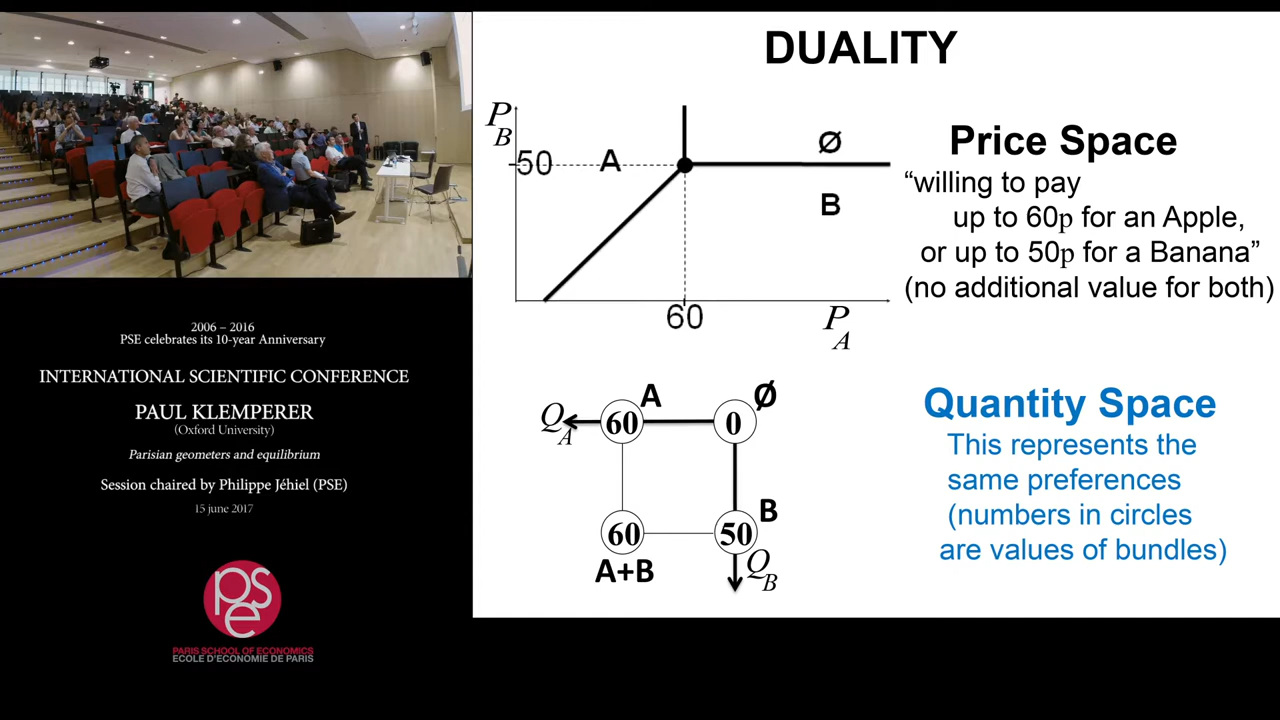 DUALITY
P
B
50
A
Ø
B
60
P
A
Price Space
“willing to pay
up to 60p for an Apple,
or up to 50p for a Banana”
(no additional value for both)
A
Ø
Q
A
60
0
B
60
50
A+B
Q
B
Quantity Space
This represents the
same preferences
(numbers in circles
are values of bundles)
2006 – 2016
PSE celebrates its 10-year Anniversary
INTERNATIONAL SCIENTIFIC CONFERENCE
PAUL KLEMPERER
(Oxford University)
Parisian geometers and equilibrium
Session chaired by Philippe Jéhiel (PSE)
15 june 2017
pse
PARIS SCHOOL OF ECONOMICS
ECOLE D'ECONOMIE DE PARIS